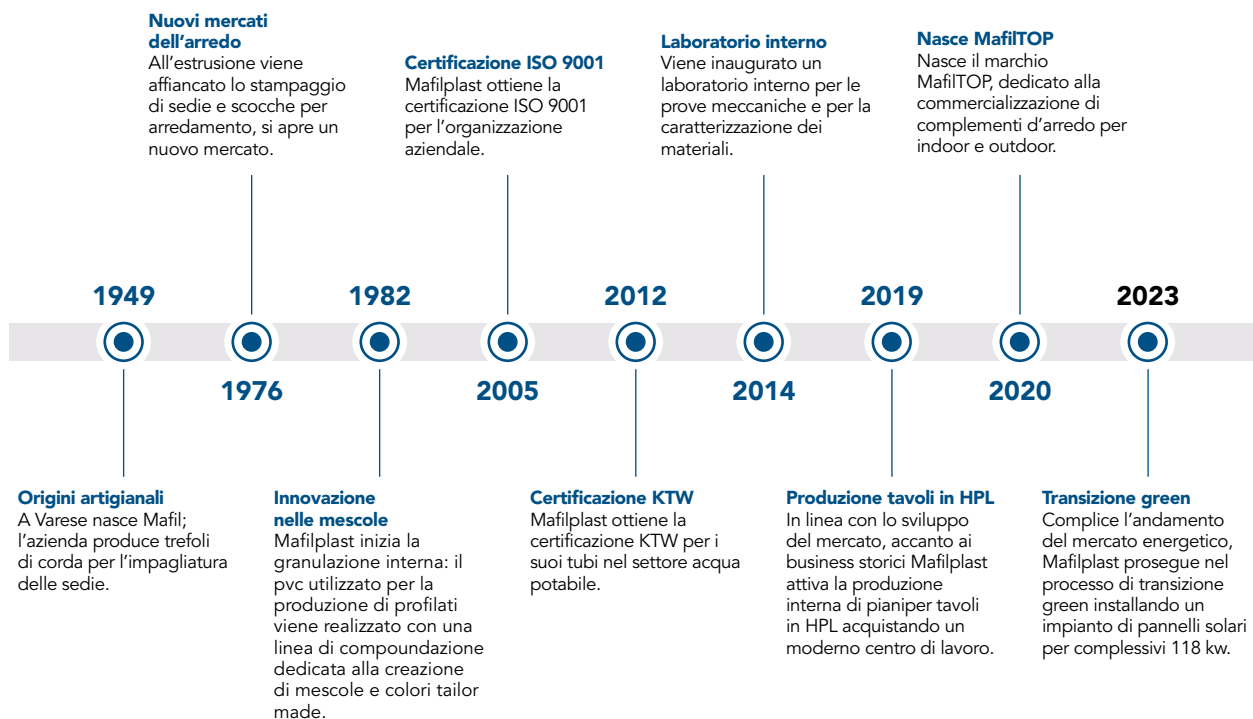 Nuovi mercati
dell'arredo
All'estrusione viene
affiancato lo stampaggio
di sedie e scocche per
arredamento, si apre un
nuovo mercato.
Certificazione ISO 9001
Mafilplast ottiene la
certificazione ISO 9001
per l'organizzazione
aziendale.
Laboratorio interno
Viene inaugurato un
laboratorio interno per le
prove meccaniche e per la
caratterizzazione dei
materiali.
Nasce MafilTOP
Nasce il marchio
MafilTOP, dedicato alla
commercializzazione di
complementi d'arredo per
indoor e outdoor.
1949
1982
2012
2019
2023
1976
2005
2014
2020
Origini artigianali
A Varese nasce Mafil;
l'azienda produce trefoli
di corda per l'impagliatura
delle sedie.
Innovazione
nelle mescole
Mafilplast inizia la
granulazione interna: il
pvc utilizzato per la
produzione di profilati
viene realizzato con una
linea di compoundazione
dedicata alla creazione
di mescole e colori tailor
made.
Certificazione KTW
Mafilplast ottiene la
certificazione KTW per i
suoi tubi nel settore acqua
potabile.
Produzione tavoli in HPL
In linea con lo sviluppo
del mercato, accanto ai
business storici Mafilplast
attiva la produzione
interna di pianiper tavoli
in HPL acquistando un
moderno centro di lavoro.
Transizione green
Complice l'andamento
del mercato energetico,
Mafilplast prosegue nel
processo di transizione
green installando un
impianto di pannelli solari
per complessivi 118 kw.